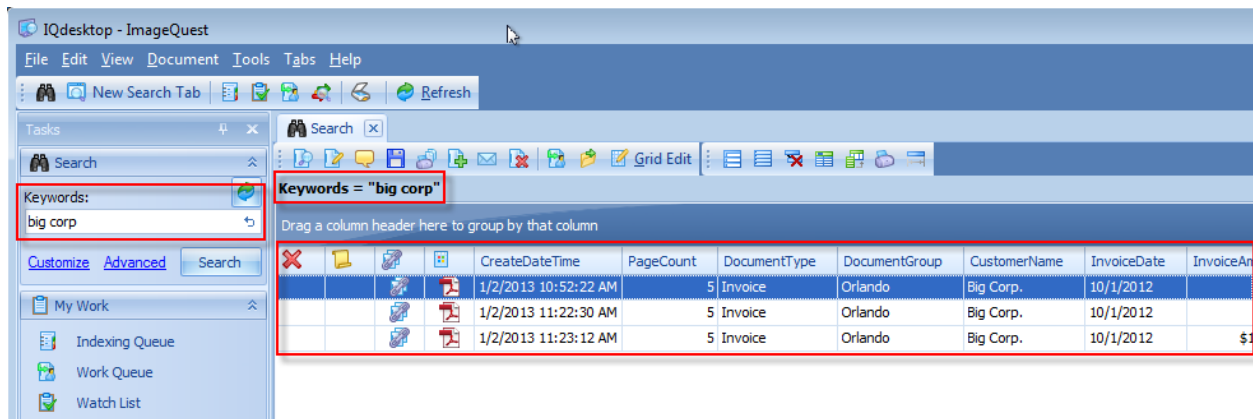 IQdesktop - ImageQuest
File Edit View Document Tools Tabs Help
New Search Tab Refresh
Tasks
Search
Search
Grid Edit
Keywords:
Keywords = "big corp"
big corp
Drag a column header here to group by that column
Customize Advanced Search
CreateDateTime PageCount DocumentType DocumentGroup CustomerName InvoiceDate InvoiceAm
1/2/2013 10:52:22 AM 5 Invoice Orlando Big Corp. 10/1/2012
1/2/2013 11:22:30 AM 5 Invoice Orlando Big Corp. 10/1/2012
1/2/2013 11:23:12 AM 5 Invoice Orlando Big Corp. 10/1/2012 $1
My Work
Indexing Queue
Work Queue
Watch List